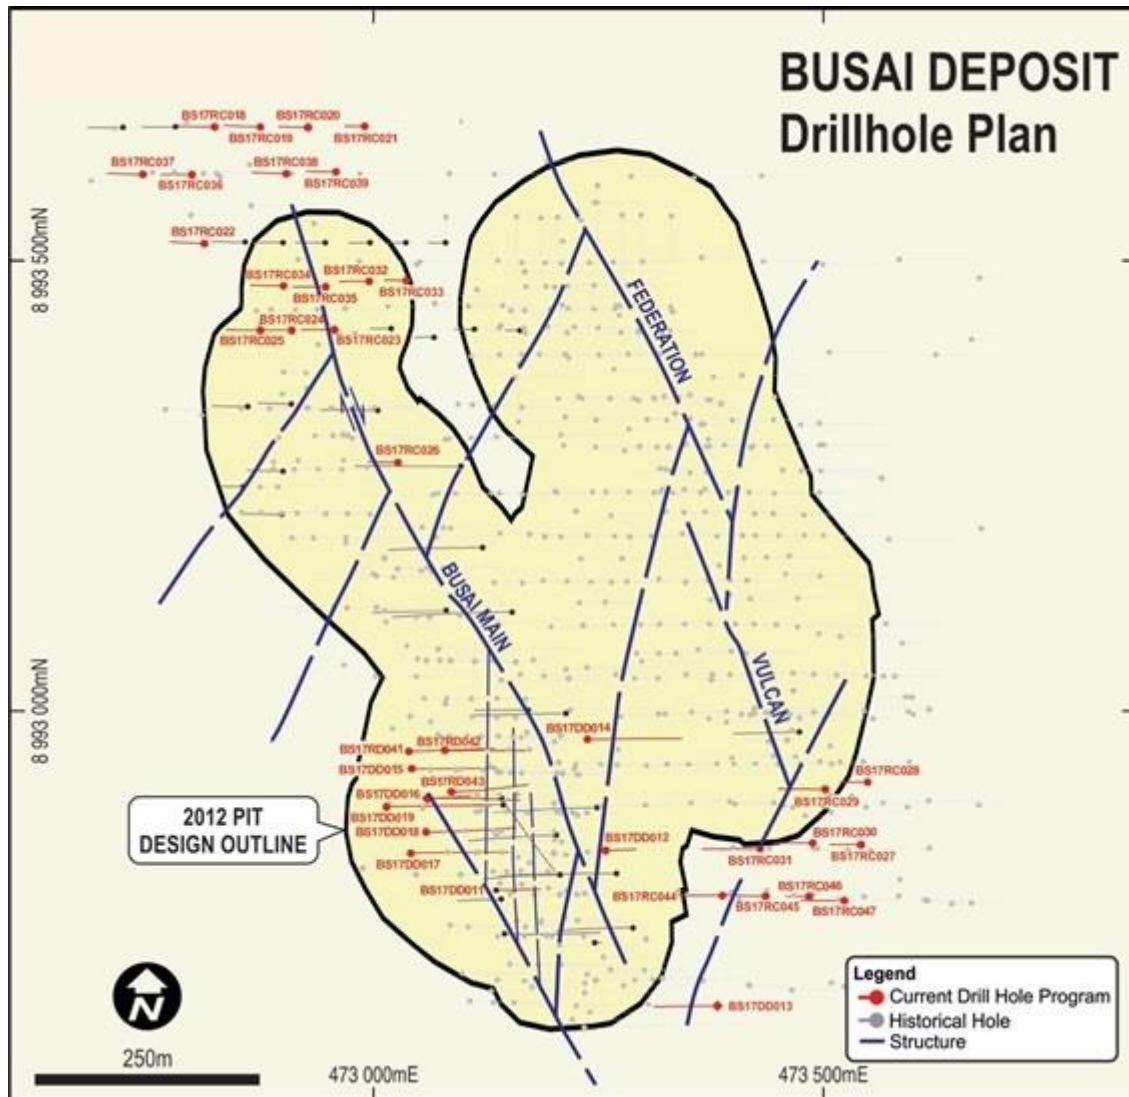 BUSAI DEPOSIT
Drillhole Plan
BS17RC018
BS17RC020
BS17RC019
BS17RC021
BS17RC037
BS17RC038
BS17RC036
BS17RC039
BS17RC022
8 993 500mN
BS17RC034
BS17RC032
BS17RC035
BS17RC033
BS17RC024
BS17RC025
BS17RC023
FEDERATION
BS17RC026
BUSAI MAIN
VULCAN
8 993 000mN
BS17DD014
BS17RD041
BS17RD042
BS17DD015
BS17RD043
BS17DD016
BS17RC028
BS17RC029
BS17DD019
BS17DD018
BS17DD012
BS17RC030
BS17RC031
BS17RC027
2012 PIT
DESIGN OUTLINE
BS17DD017
BS17DD011
BS17RC044
BS17RC046
BS17RC045
BS17RC047
BS17DD013
Legend
Current Drill Hole Program
Historical Hole
Structure
N
250m
473 000mE
473 500mE